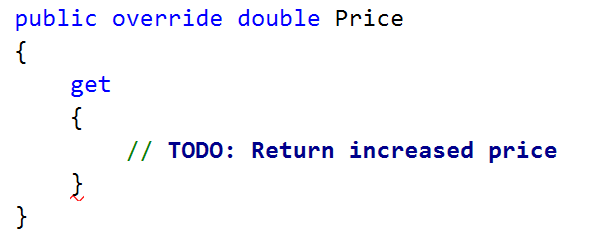 public override double Price
{
get
{
// TODO: Return increased price
}
}